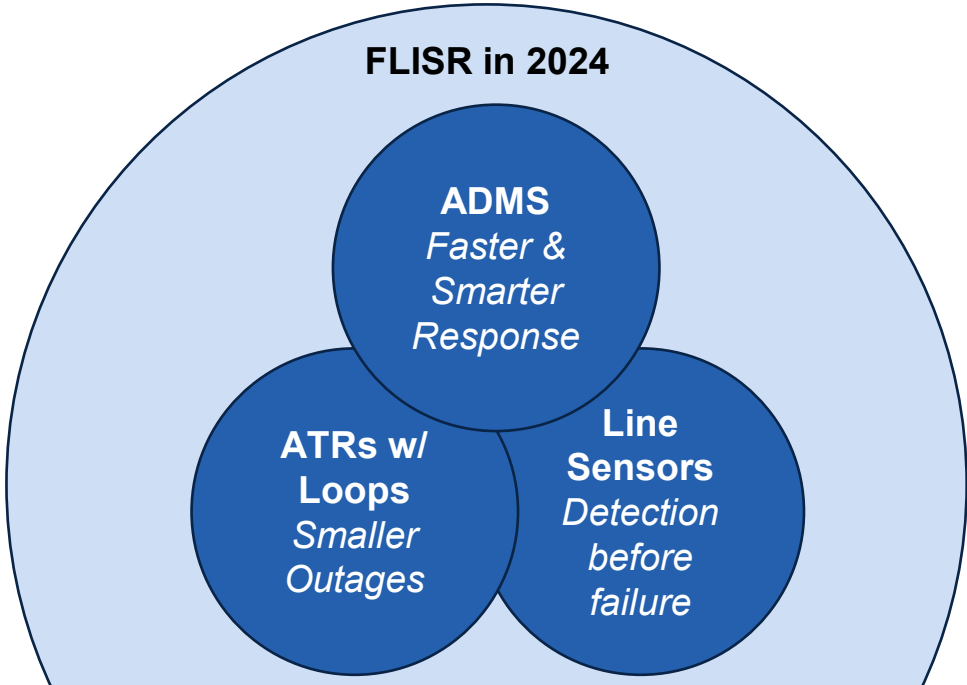 FLISR in 2024
ADMS
Faster &
Smarter
Response
ATRs w/
Loops
Smaller
Outages
Line
Sensors
Detection
before
failure